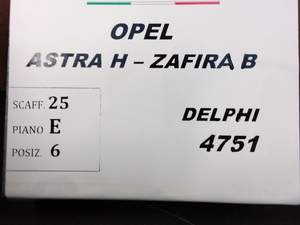 OPEL
ASTRA H – ZAFIRA B
SCAFF. 25
PIANO E
POSIZ. 6
DELPHI
4751